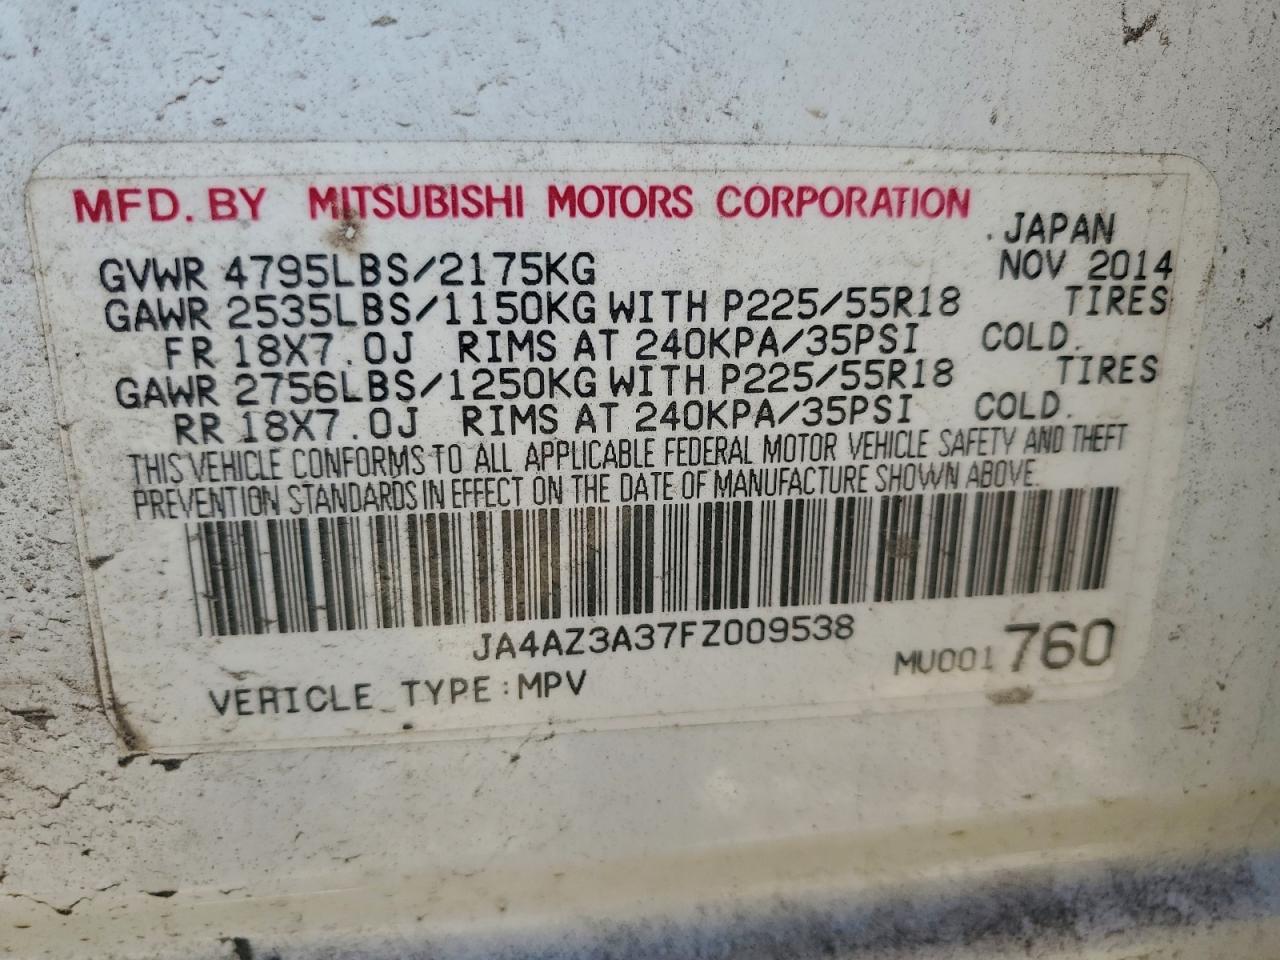 MFD. BY MITSUBISHI MOTORS CORPORATION
JAPAN
GVWR 4795LBS/2175KG NOV 2014
GAWR 2535LBS/1150KG WITH P225/55R18 TIRES
FR 18X7.0J RIMS AT 240KPA/35PSI COLD.
GAWR 2756LBS/1250KG WITH P225/55R18 TIRES
RR 18X7.0J RIMS AT 240KPA/35PSI COLD.
THIS VEHICLE CONFORMS TO ALL APPLICABLE FEDERAL MOTOR VEHICLE SAFETY AND THEFT
PREVENTION STANDARDS IN EFFECT ON THE DATE OF MANUFACTURE SHOWN ABOVE.
JA4AZ3A37FZ009538
MU001760
VEHICLE TYPE:MPV